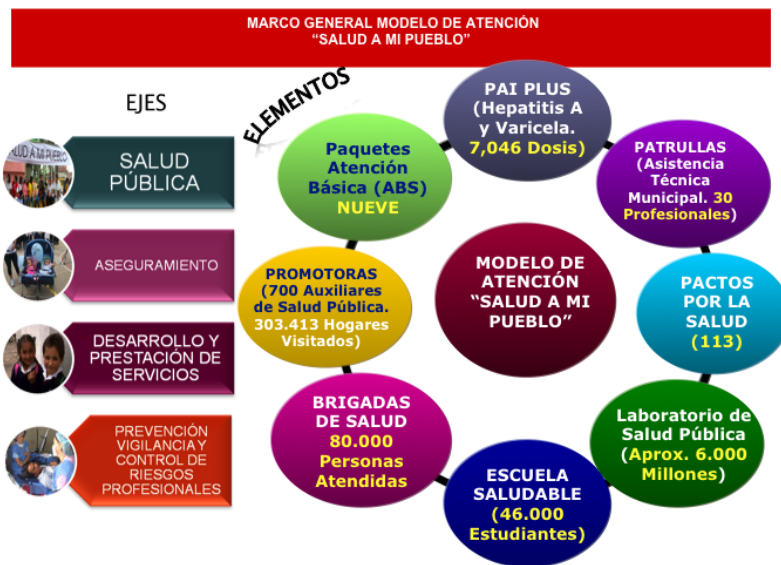 MARCO GENERAL MODELO DE ATENCIÓN
“SALUD A MI PUEBLO”
EJES
SALUD A MI PUEBLO
SALUD
PÚBLICA
ASEGURAMIENTO
DESARROLLO Y
PRESTACIÓN DE
SERVICIOS
PREVENCIÓN
VIGILANCIA Y
CONTROL DE
RIESGOS
PROFESIONALES
ELEMENTOS
PAI PLUS
(Hepatitis A
y Varicela.
7,046 Dosis)
PATRULLAS
(Asistencia
Técnica
Municipal. 30
Profesionales)
PACTOS
POR LA
SALUD
(113)
Laboratorio de
Salud Pública
(Aprox. 6.000
Millones)
ESCUELA
SALUDABLE
(46.000
Estudiantes)
BRIGADAS
DE SALUD
80.000
Personas
Atendidas
PROMOTORAS
(700 Auxiliares
de Salud Pública.
303.413 Hogares
Visitados)
Paquetes
Atención
Básica (ABS)
NUEVE
MODELO DE
ATENCIÓN
“SALUD A MI
PUEBLO”